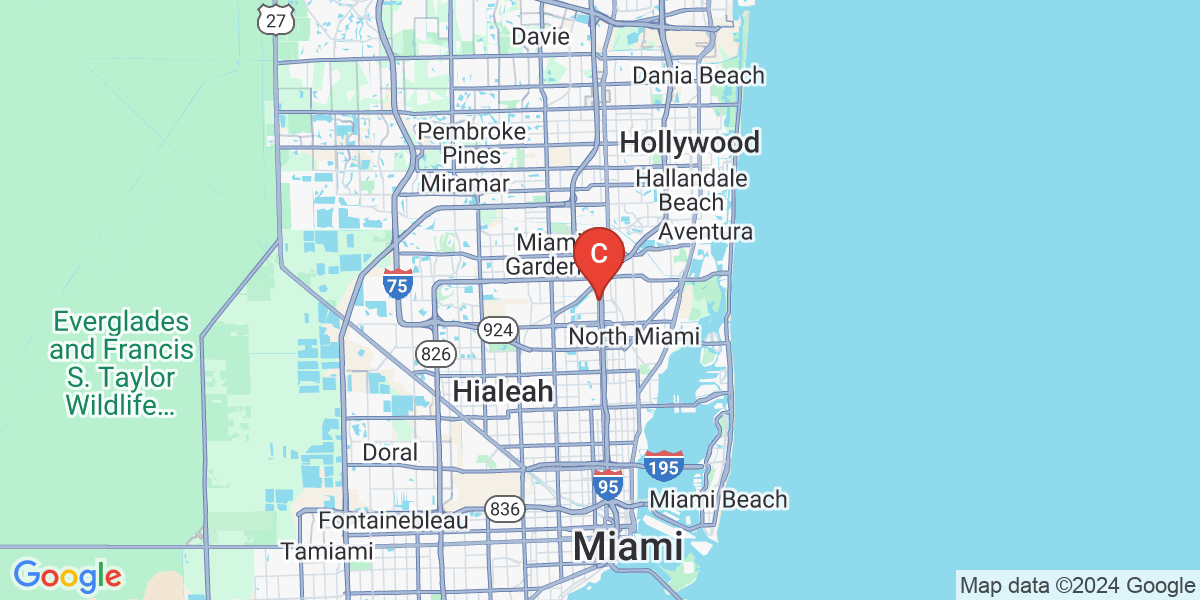 27
Davie
Dania Beach
Pembroke
Pines
Hollywood
Miramar
Hallandale
Beach
Aventura
Miami
Garden
C
75
Everglades
and Francis
S. Taylor
Wildlife...
924
North Miami
826
Hialeah
Doral
195
95
Miami Beach
836
Fontainebleau
Tamiami
Miami
Google
Map data ©2024 Google